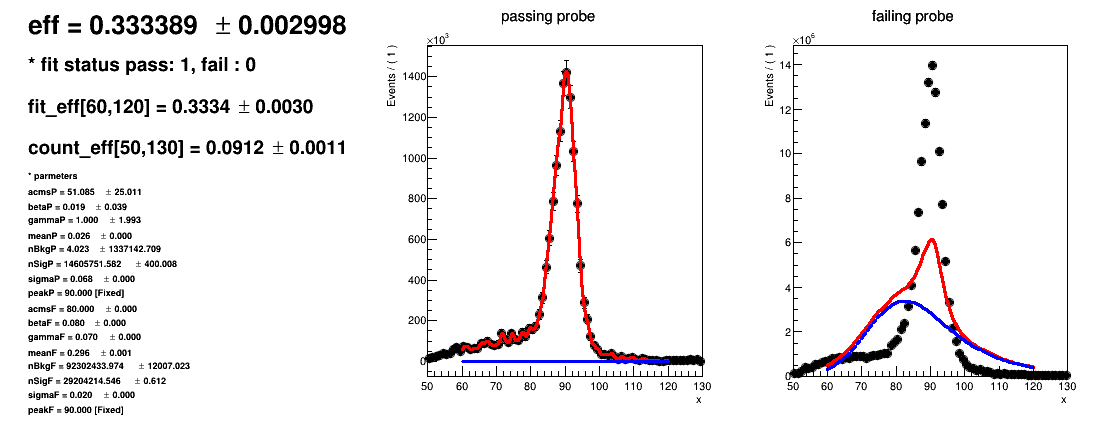 eff = 0.333389 ± 0.002998
* fit status pass: 1, fail : 0
fit_eff[60,120] = 0.3334 ± 0.0030
count_eff[50,130] = 0.0912 ± 0.0011
* parmeters
acmsP = 51.085 ± 25.011
betaP = 0.019 ± 0.039
gammaP = 1.000 ± 1.993
meanP = 0.026 ± 0.000
nBkgP = 4.023 ± 1337142.709
nSigP = 14605751.582 ± 400.008
sigmaP = 0.068 ± 0.000
peakP = 90.000 [Fixed]
acmsF = 80.000 ± 0.000
betaF = 0.080 ± 0.000
gammaF = 0.070 ± 0.000
meanF = 0.296 ± 0.001
nBkgF = 92302433.974 ± 12007.023
nSigF = 29204214.546 ± 0.612
sigmaF = 0.020 ± 0.000
peakF = 90.000 [Fixed]
passing probe
×10³
Events / ( 1 )
1400
1200
1000
800
600
400
200
0
50 60 70 80 90 100 110 120 130
x
failing probe
×10⁶
Events / ( 1 )
14
12
10
8
6
4
2
0
50 60 70 80 90 100 110 120 130
x